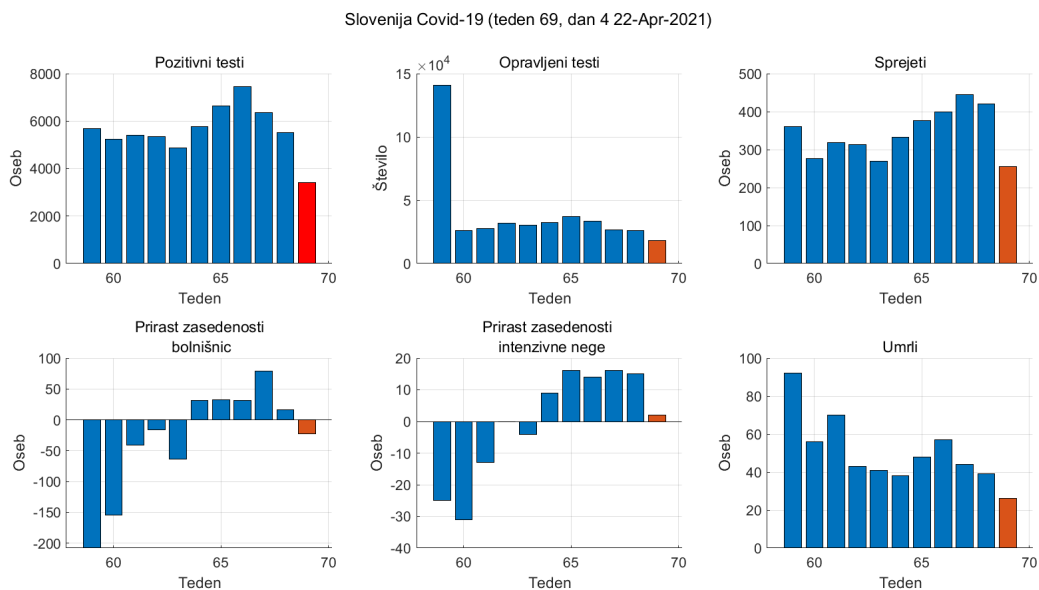 Slovenija Covid-19 (teden 69, dan 4 22-Apr-2021)
Pozitivni testi
8000
6000
4000
2000
0
Oseb
60
65
70
Teden
Opravljeni testi
×10^4
15
10
5
0
Število
60
65
70
Teden
Sprejeti
500
400
300
200
100
0
Oseb
60
65
70
Teden
Prirast zasedenosti
bolnišnic
100
50
0
-50
-100
-150
-200
Oseb
60
65
70
Teden
Prirast zasedenosti
intenzivne nege
20
10
0
-10
-20
-30
-40
Oseb
60
65
70
Teden
Umrli
100
80
60
40
20
0
Oseb
60
65
70
Teden